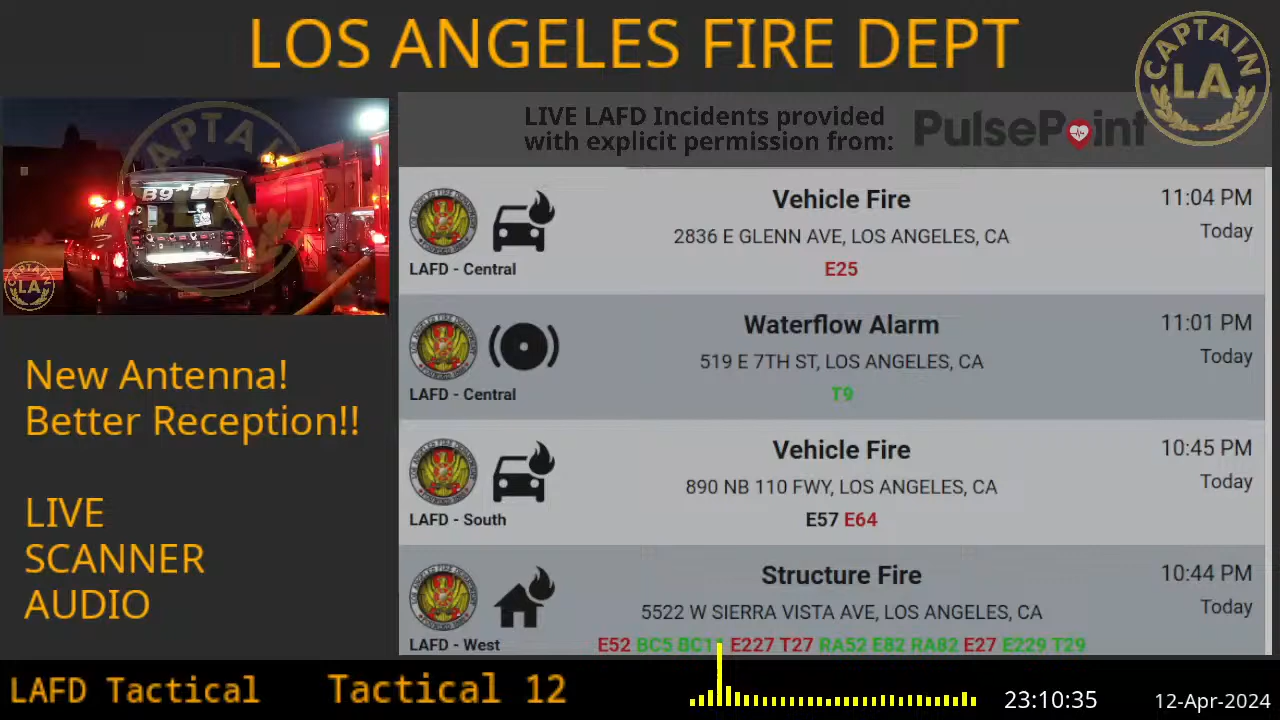 LOS ANGELES FIRE DEPT
CAPTAIN
LA
LIVE LAFD Incidents provided
with explicit permission from:
PulsePoint
B9
CAPTAIN
LA
Vehicle Fire
11:04 PM
2836 E GLENN AVE, LOS ANGELES, CA
Today
LAFD - Central
E25
Waterflow Alarm
11:01 PM
519 E 7TH ST, LOS ANGELES, CA
Today
LAFD - Central
T9
Vehicle Fire
10:45 PM
890 NB 110 FWY, LOS ANGELES, CA
Today
LAFD - South
E57 E64
Structure Fire
10:44 PM
5522 W SIERRA VISTA AVE, LOS ANGELES, CA
Today
LAFD - West
E52 BC5 E227 T27 RA52 E82 RA82 E27 E229 T29
New Antenna!
Better Reception!!
LIVE
SCANNER
AUDIO
LAFD Tactical
Tactical 12
23:10:35
12-Apr-2024